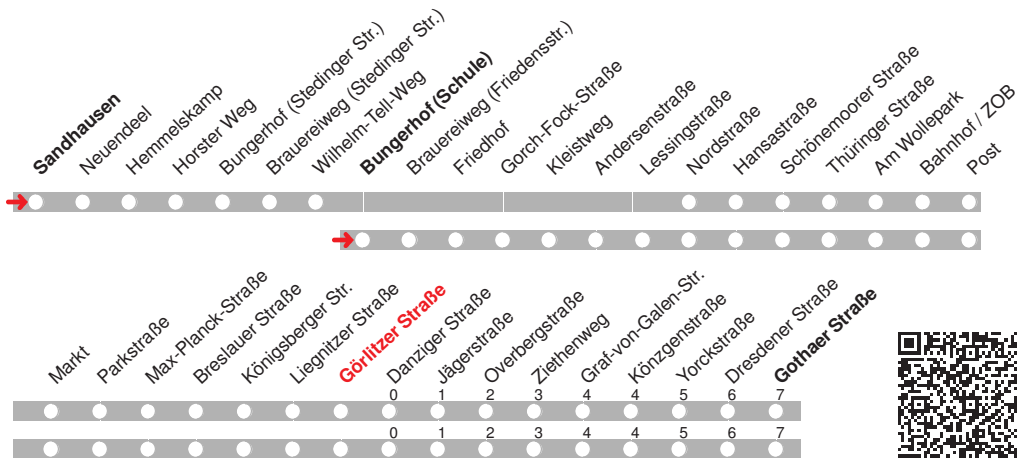 Sandhausen
Neuendeel
Hemmelskamp
Horster Weg
Bungerhof (Stedinger Str.)
Brauereiweg (Stedinger Str.)
Wilhelm-Tell-Weg
Bungerhof (Schule)
Brauereiweg (Friedensstr.)
Friedhof
Gorch-Fock-Straße
Kleistweg
Andersenstraße
Lessingstraße
Nordstraße
Hansastraße
Schönemoorer Straße
Thüringer Straße
Am Wollepark
Bahnhof / ZOB
Post
Markt
Parkstraße
Max-Planck-Straße
Breslauer Straße
Königsberger Str.
Liegnitzer Straße
Görlitzer Straße
Danziger Straße
Jägerstraße
Overbergstraße
Ziethenweg
Graf-von-Galen-Str.
Könzgenstraße
Yorckstraße
Dresdener Straße
Gothaer Straße
0 1 2 3 4 4 5 6 7
0 1 2 3 4 4 5 6 7